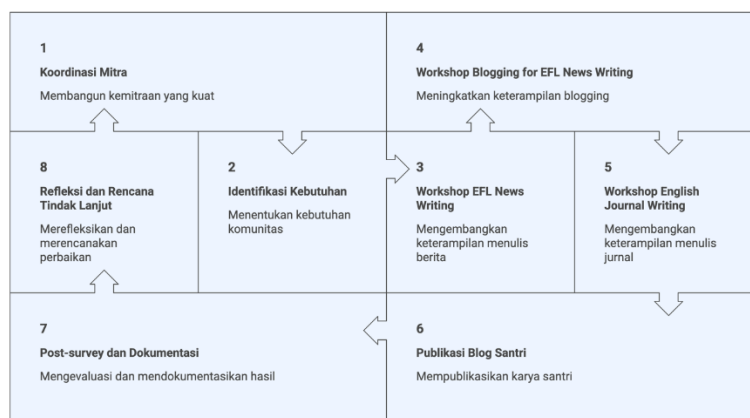 1
Koordinasi Mitra
Membangun kemitraan yang kuat
4
Workshop Blogging for EFL News Writing
Meningkatkan keterampilan blogging
8
Refleksi dan Rencana
Tindak Lanjut
Merefleksikan dan
merencanakan
perbaikan
2
Identifikasi Kebutuhan
Menentukan kebutuhan
komunitas
3
Workshop EFL News
Writing
Mengembangkan
keterampilan menulis
berita
5
Workshop English
Journal Writing
Mengembangkan
keterampilan menulis
jurnal
7
Post-survey dan Dokumentasi
Mengevaluasi dan mendokumentasikan hasil
6
Publikasi Blog Santri
Mempublikasikan karya santri